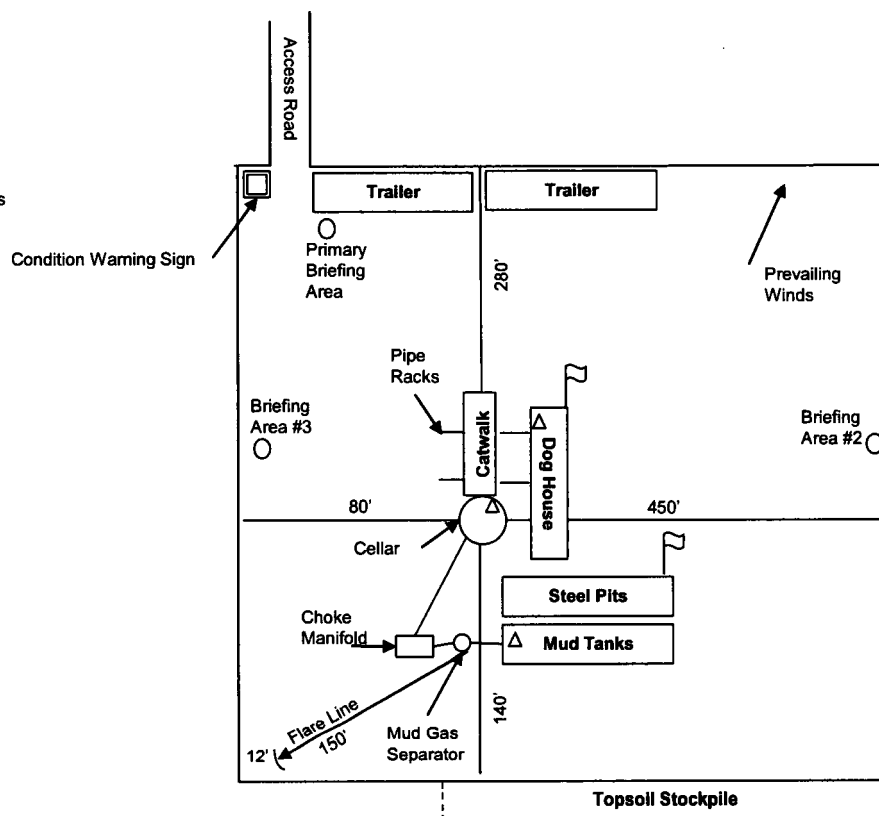 Access Road
s
Trailer
Trailer
Condition Warning Sign
Primary
Briefing
Area
280'
Prevailing
Winds
Pipe
Racks
Briefing
Area #3
Catwalk
Dog House
Briefing
Area #2
80'
450'
Cellar
Steel Pits
Choke
Manifold
Mud Tanks
140'
Flare Line
150'
12'
Mud Gas
Separator
Topsoil Stockpile